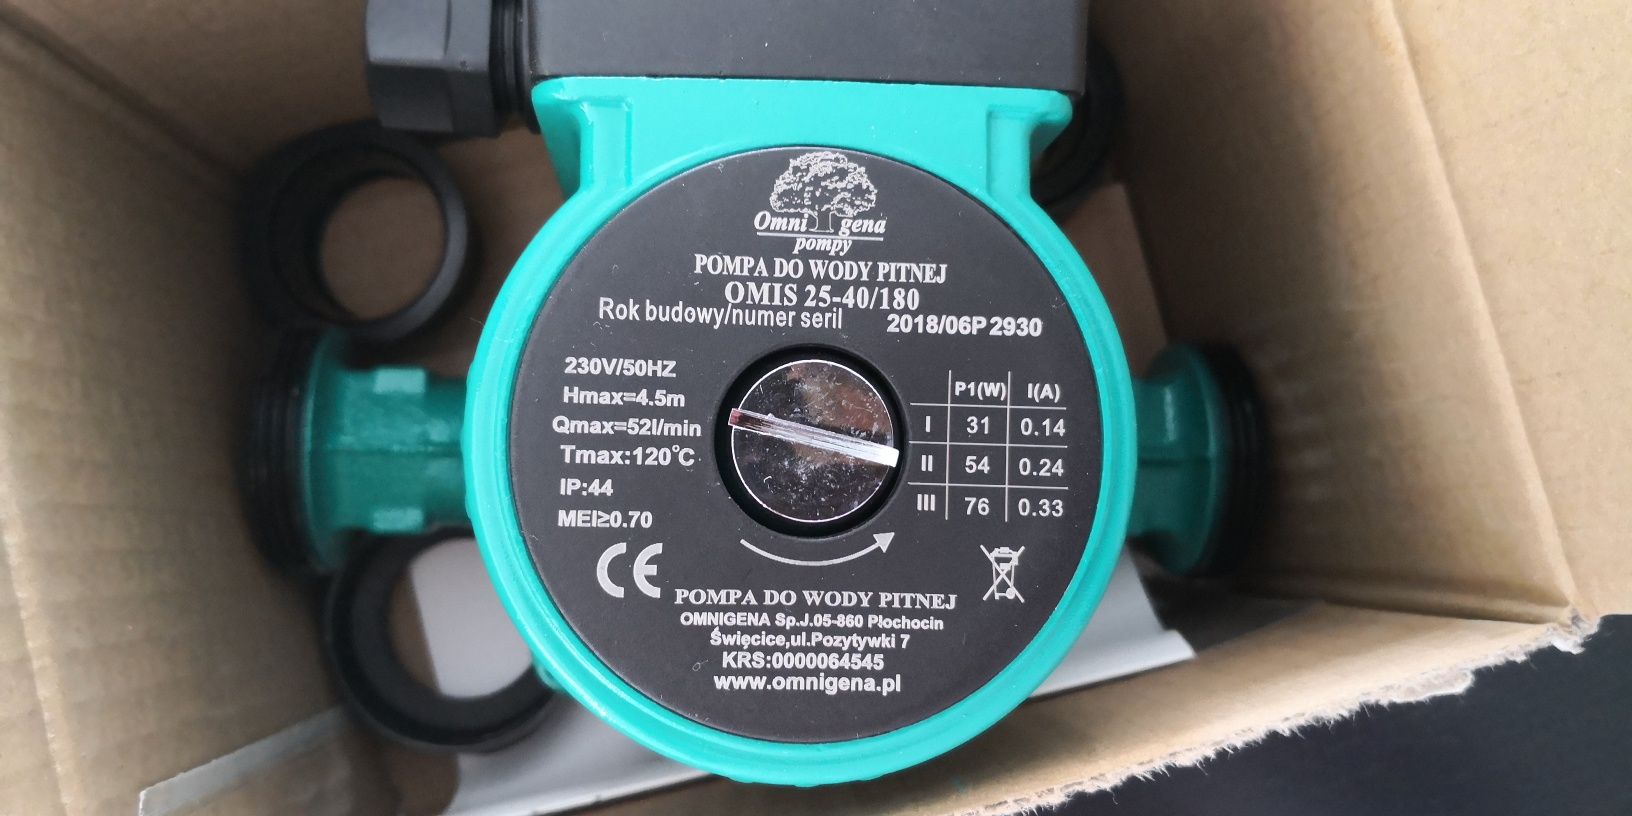 Omnigena
pompy
POMPA DO WODY PITNEJ
OMIS 25-40/180
Rok budowy/numer seril 2018/06P 2930
230V/50HZ
Hmax=4.5m
Qmax=52l/min
Tmax:120°C
IP:44
MEI≥0.70
P1(W) I(A)
I 31 0.14
II 54 0.24
III 76 0.33
CE
POMPA DO WODY PITNEJ
OMNIGENA Sp.J.05-860 Płochocin
Święcice,ul.Pozytywki 7
KRS:0000064545
www.omnigena.pl